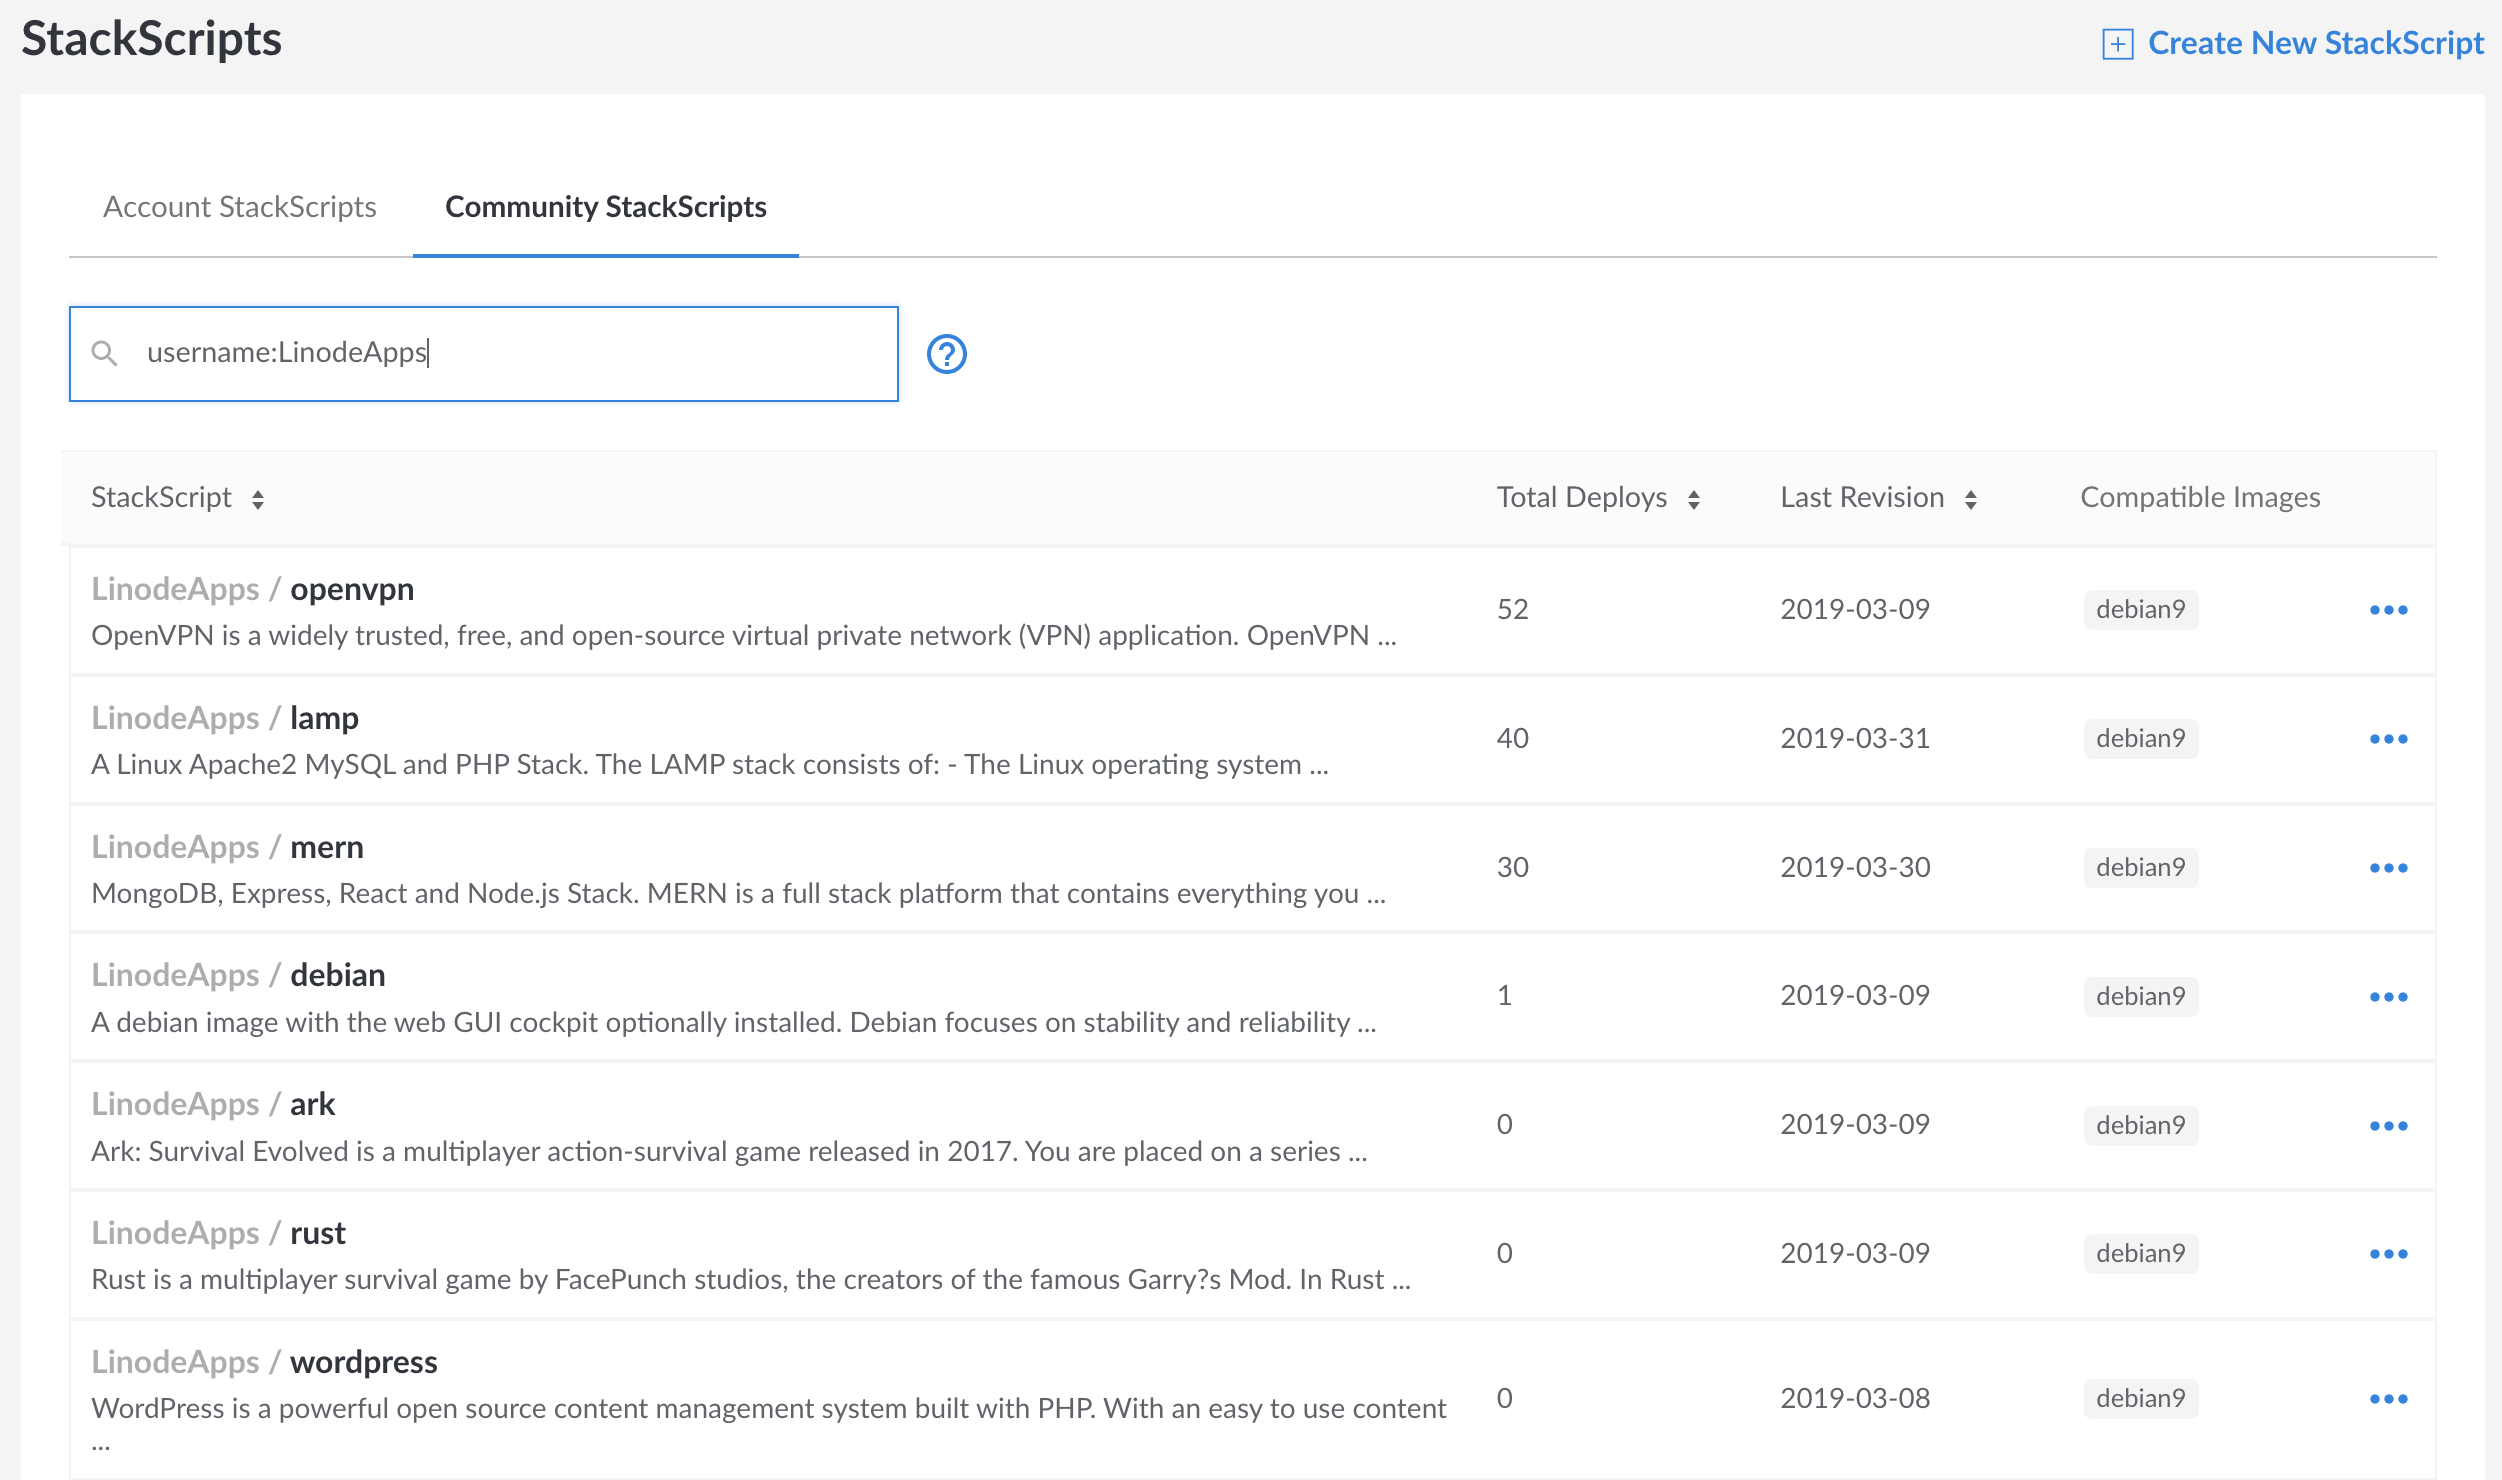 StackScripts
Create New StackScript
Account StackScripts Community StackScripts
username:LinodeApps
StackScript Total Deploys Last Revision Compatible Images
LinodeApps / openvpn
OpenVPN is a widely trusted, free, and open-source virtual private network (VPN) application. OpenVPN ...
52 2019-03-09 debian9
LinodeApps / lamp
A Linux Apache2 MySQL and PHP Stack. The LAMP stack consists of: - The Linux operating system ...
40 2019-03-31 debian9
LinodeApps / mern
MongoDB, Express, React and Node.js Stack. MERN is a full stack platform that contains everything you ...
30 2019-03-30 debian9
LinodeApps / debian
A debian image with the web GUI cockpit optionally installed. Debian focuses on stability and reliability ...
1 2019-03-09 debian9
LinodeApps / ark
Ark: Survival Evolved is a multiplayer action-survival game released in 2017. You are placed on a series ...
0 2019-03-09 debian9
LinodeApps / rust
Rust is a multiplayer survival game by FacePunch studios, the creators of the famous Garry?s Mod. In Rust ...
0 2019-03-09 debian9
LinodeApps / wordpress
WordPress is a powerful open source content management system built with PHP. With an easy to use content
...
0 2019-03-08 debian9